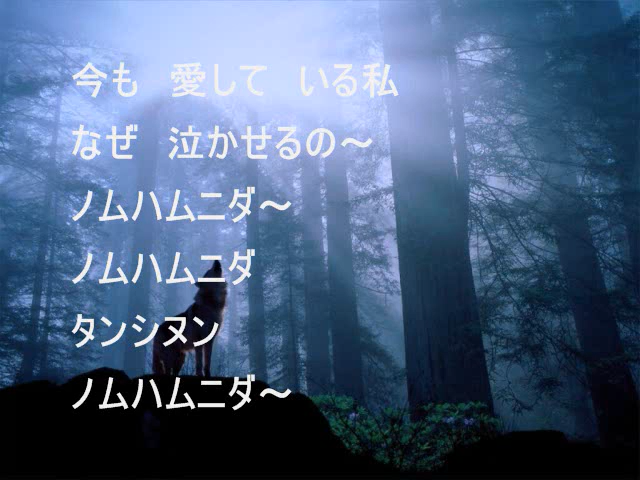 今も　愛して　いる私
なぜ　泣かせるの～
ノムハムニダ～
ノムハムニダ
タンシヌン
ノムハムニダ～